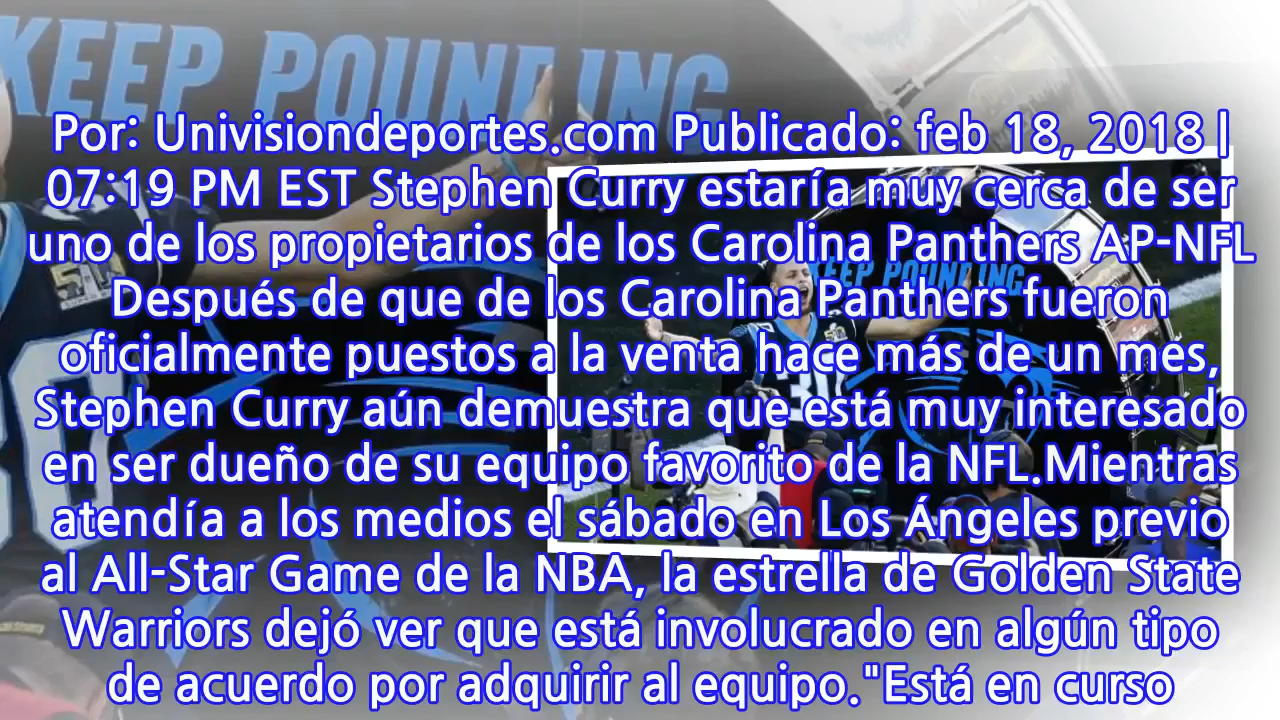 KEEP POUNDING
Por: Univisiondeportes.com Publicado: feb 18, 2018 |
07:19 PM EST Stephen Curry estaría muy cerca de ser
uno de los propietarios de los Carolina Panthers AP-NFL
Después de que de los Carolina Panthers fueron
oficialmente puestos a la venta hace más de un mes,
Stephen Curry aún demuestra que está muy interesado
en ser dueño de su equipo favorito de la NFL.Mientras
atendía a los medios el sábado en Los Ángeles previo
al All-Star Game de la NBA, la estrella de Golden State
Warriors dejó ver que está involucrado en algún tipo
de acuerdo por adquirir al equipo."Está en curso
KEEP POUNDING
30